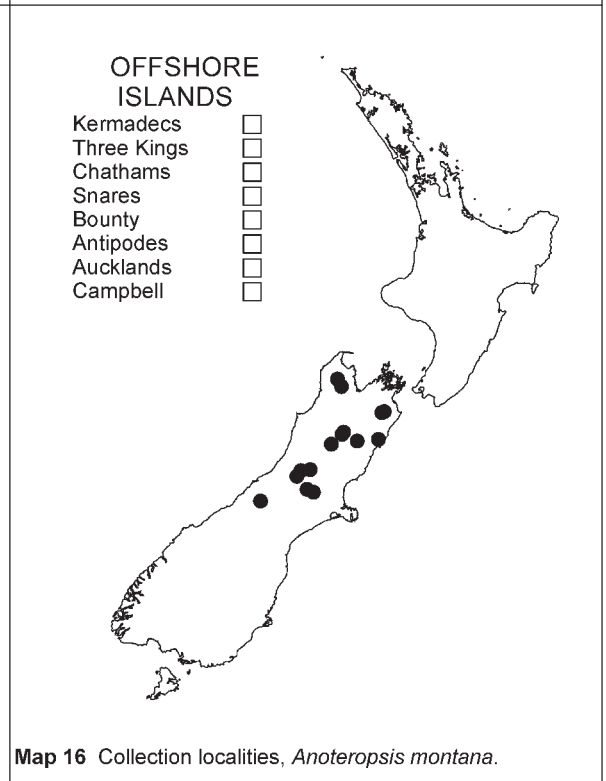 OFFSHORE
ISLANDS
Kermadecs
Three Kings
Chathams
Snares
Bounty
Antipodes
Aucklands
Campbell
Map 16 Collection localities, Anoteropsis montana.